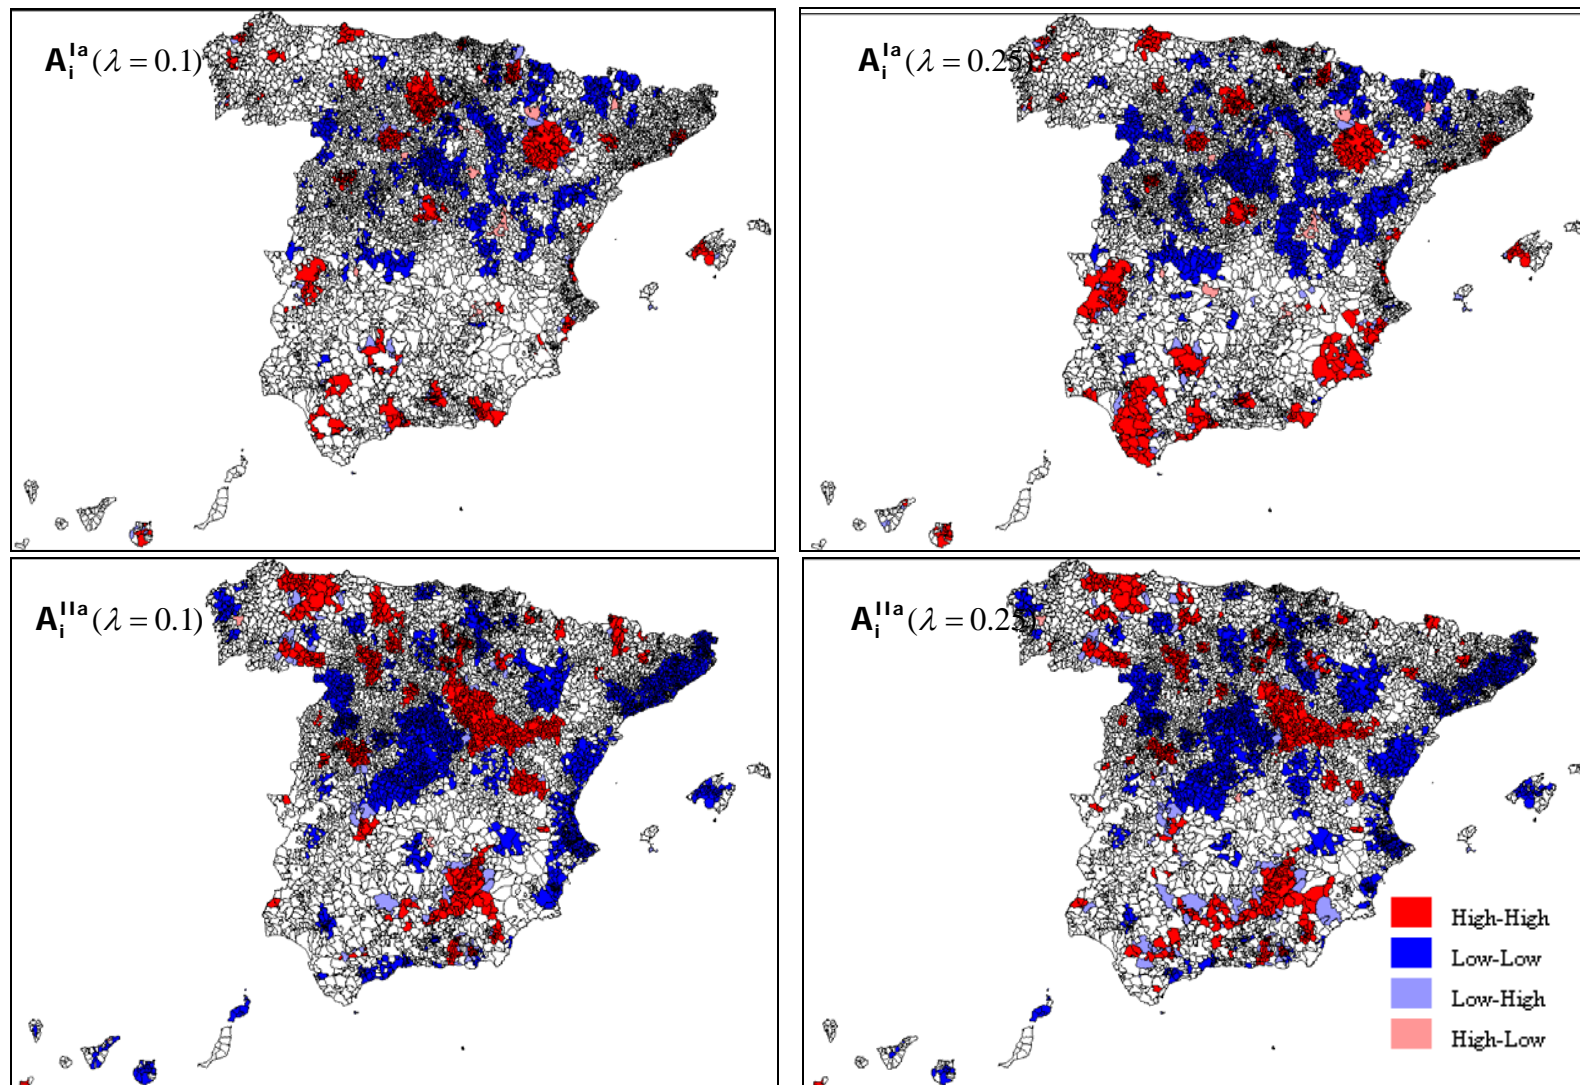 A_i^Ia (λ = 0.1)
A_i^Ia (λ = 0.25)
A_i^IIa (λ = 0.1)
A_i^IIa (λ = 0.25)
High-High
Low-Low
Low-High
High-Low